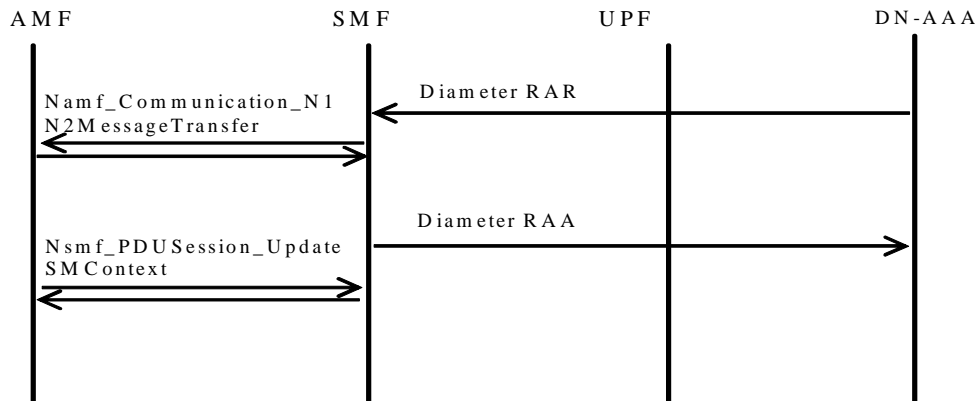 AMF
SMF
UPF
DN-AAA
Diameter RAR
Namf_Communication_N1
N2MessageTransfer
Diameter RAA
Nsmf_PDUSession_Update
SMContext